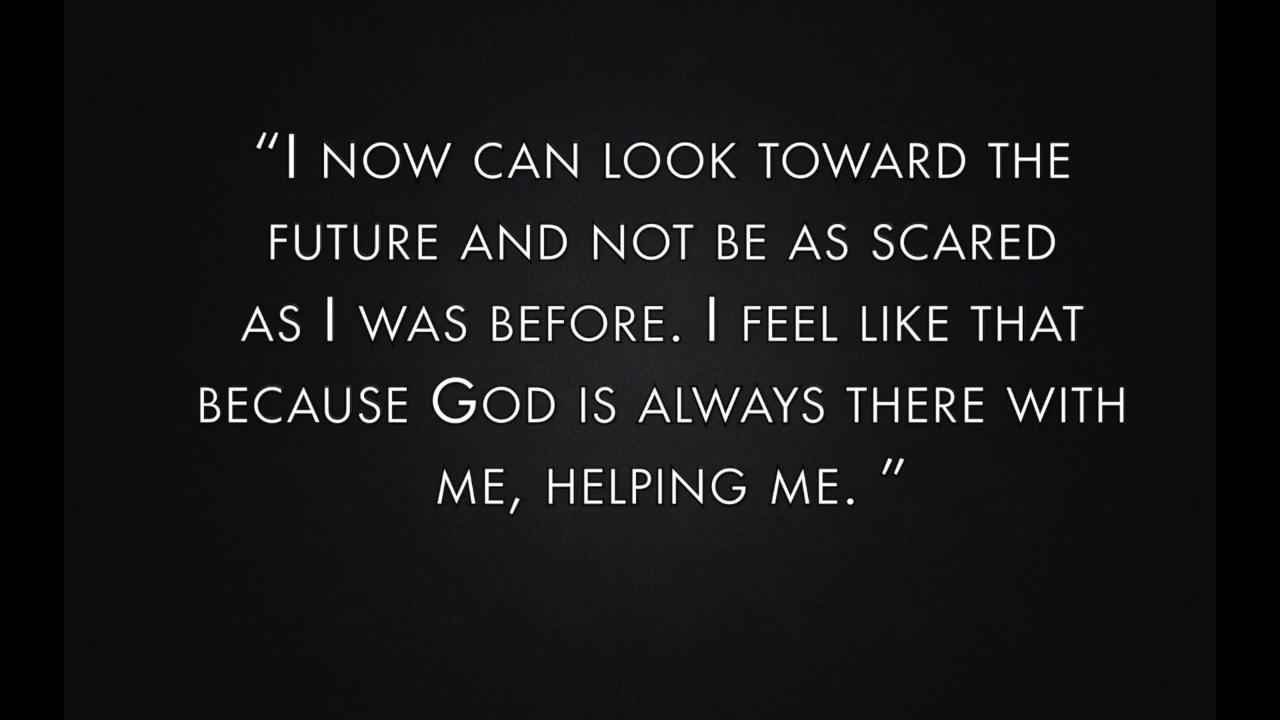 “I now can look toward the
future and not be as scared
as I was before. I feel like that
because God is always there with
me, helping me. ”